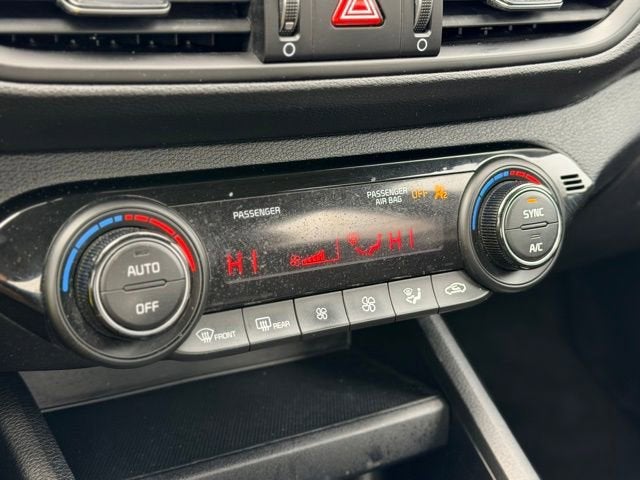 PASSENGER
PASSENGER
AIR BAG
OFF
HI
HI
AUTO
OFF
SYNC
A/C
FRONT
REAR